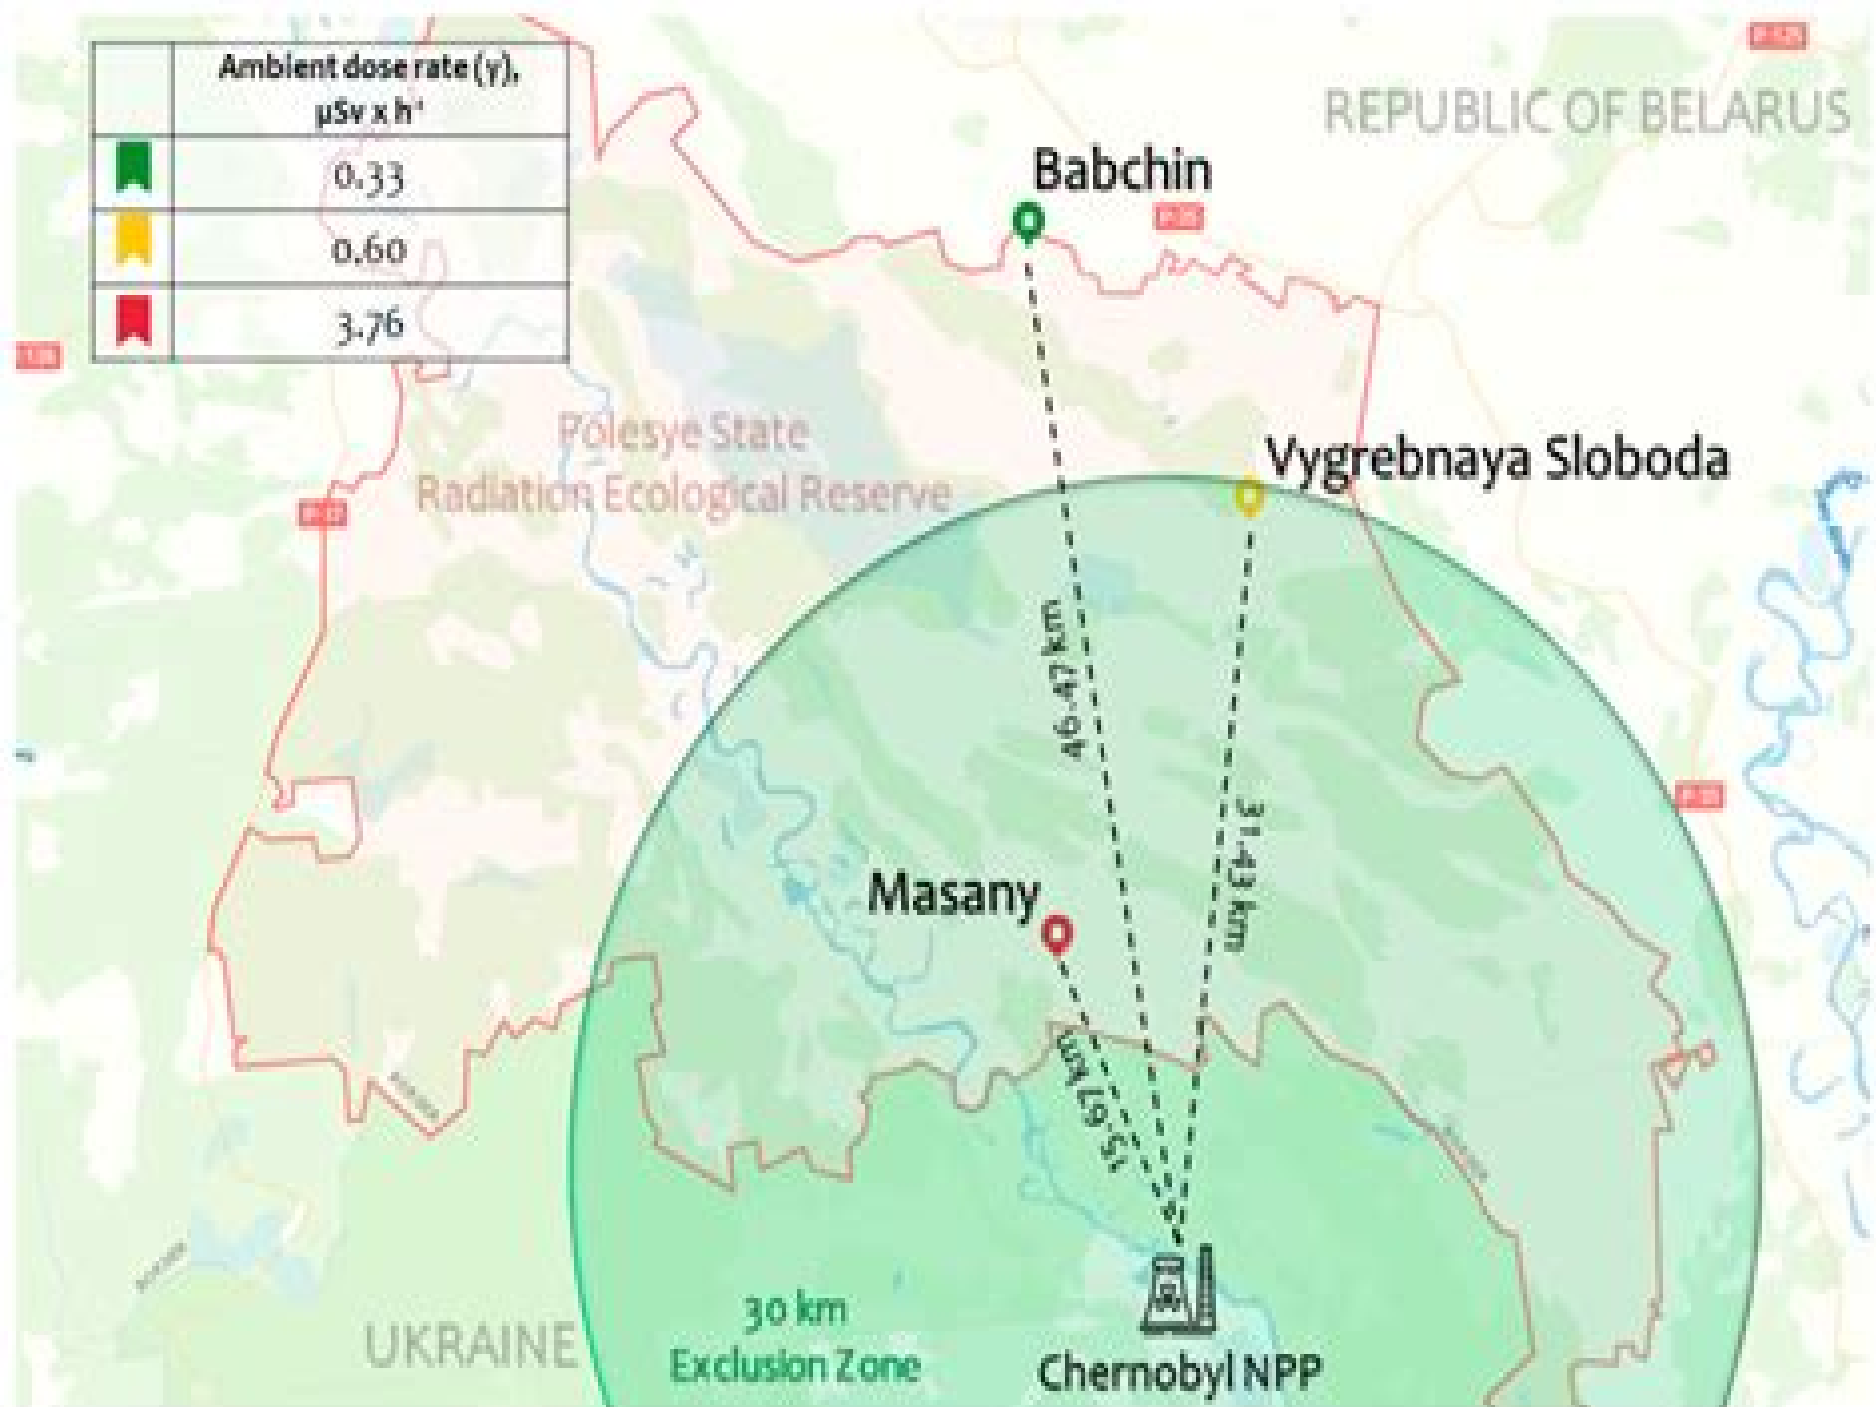 Ambient dose rate (γ),
μSv x h⁻¹
0.33
0.60
3.76
REPUBLIC OF BELARUS
Babchin
Polesye State
Radiation Ecological Reserve
Vygrebnaya Sloboda
46.47 km
31.43 km
Masany
15.67 km
30 km
Exclusion Zone
UKRAINE
Chernobyl NPP